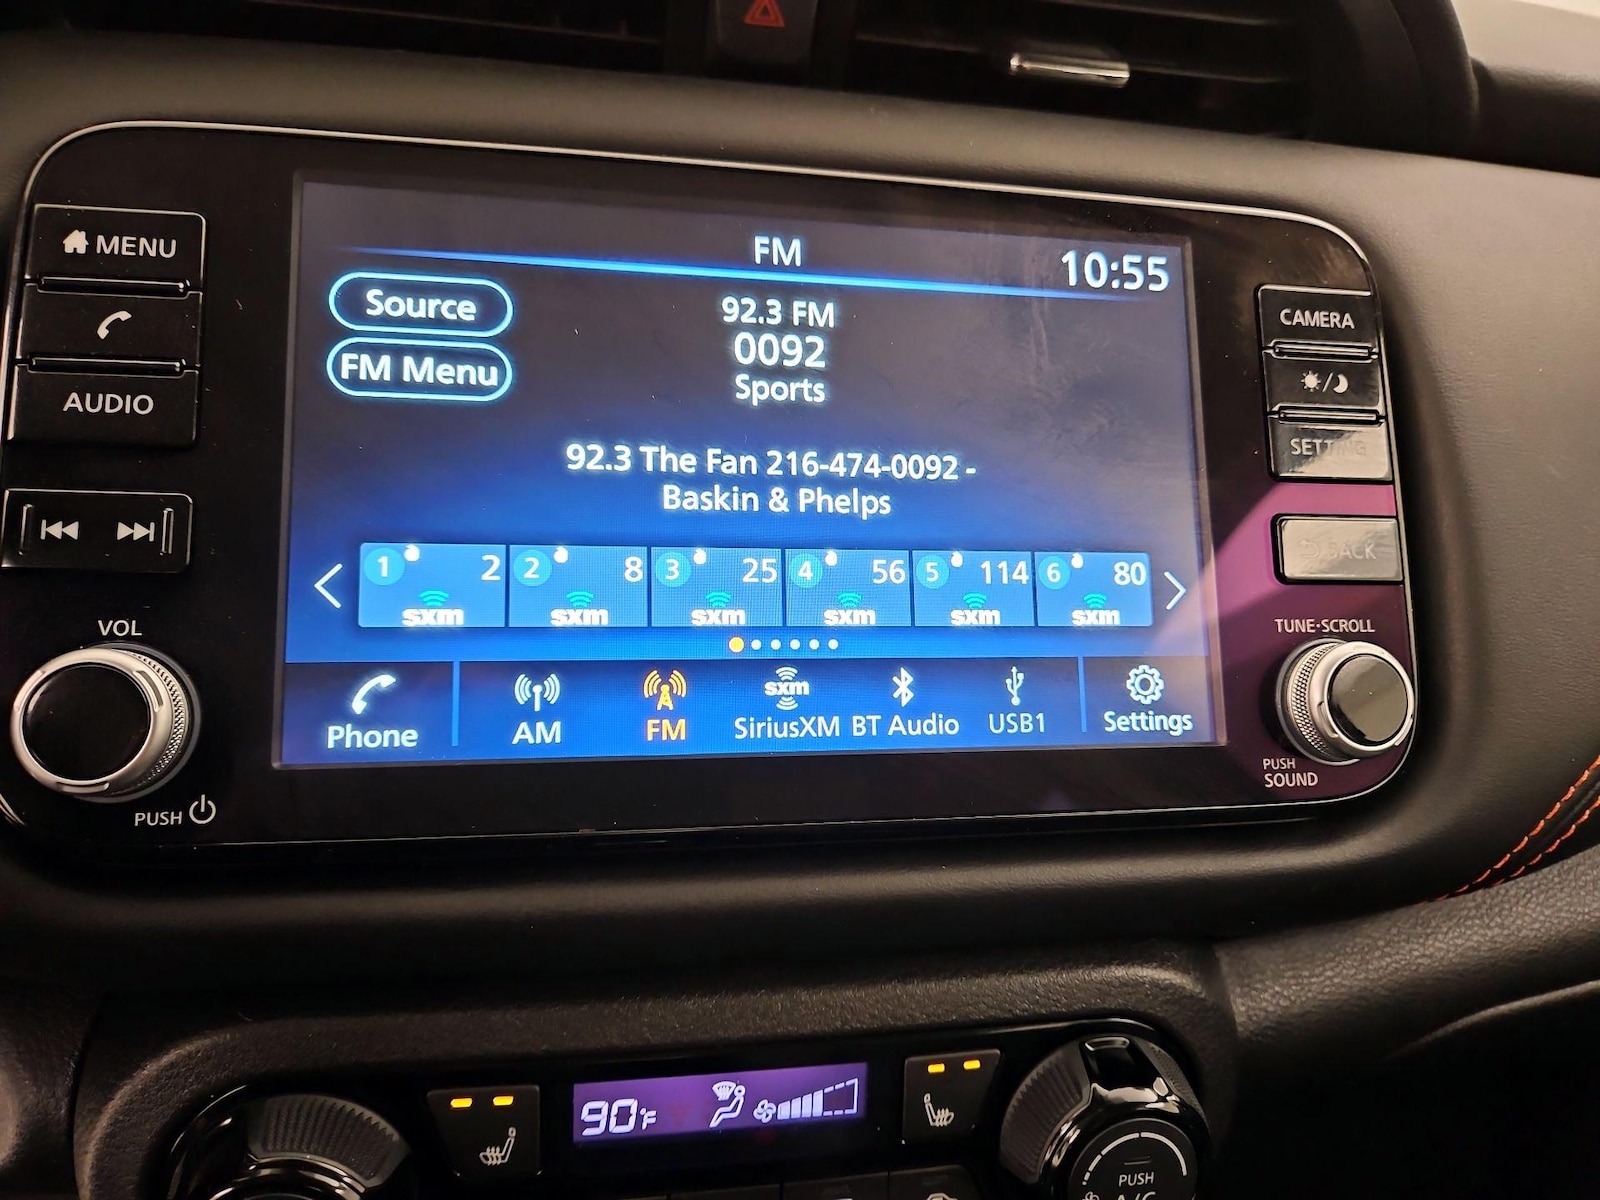 MENU
AUDIO
VOL
PUSH
FM
10:55
Source
FM Menu
92.3 FM
0092
Sports
92.3 The Fan 216-474-0092 -
Baskin & Phelps
1 2 sxm
2 8 sxm
3 25 sxm
4 56 sxm
5 114 sxm
6 80 sxm
Phone
AM
FM
sxm
SiriusXM
BT Audio
USB1
Settings
CAMERA
SETTING
BACK
TUNE·SCROLL
PUSH
SOUND
90°F
PUSH
A/C